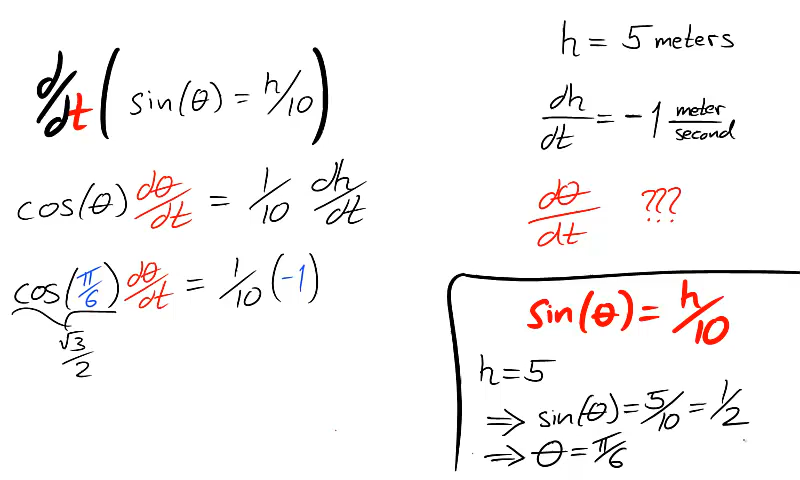 d/dt ( sin(θ) = h/10 )
cos(θ) dθ/dt = 1/10 dh/dt
cos(π/6) dθ/dt = 1/10 (-1)
√3/2
h = 5 meters
dh/dt = -1 meter/second
dθ/dt ???
sin(θ) = h/10
h = 5
⇒ sin(θ) = 5/10 = 1/2
⇒ θ = π/6